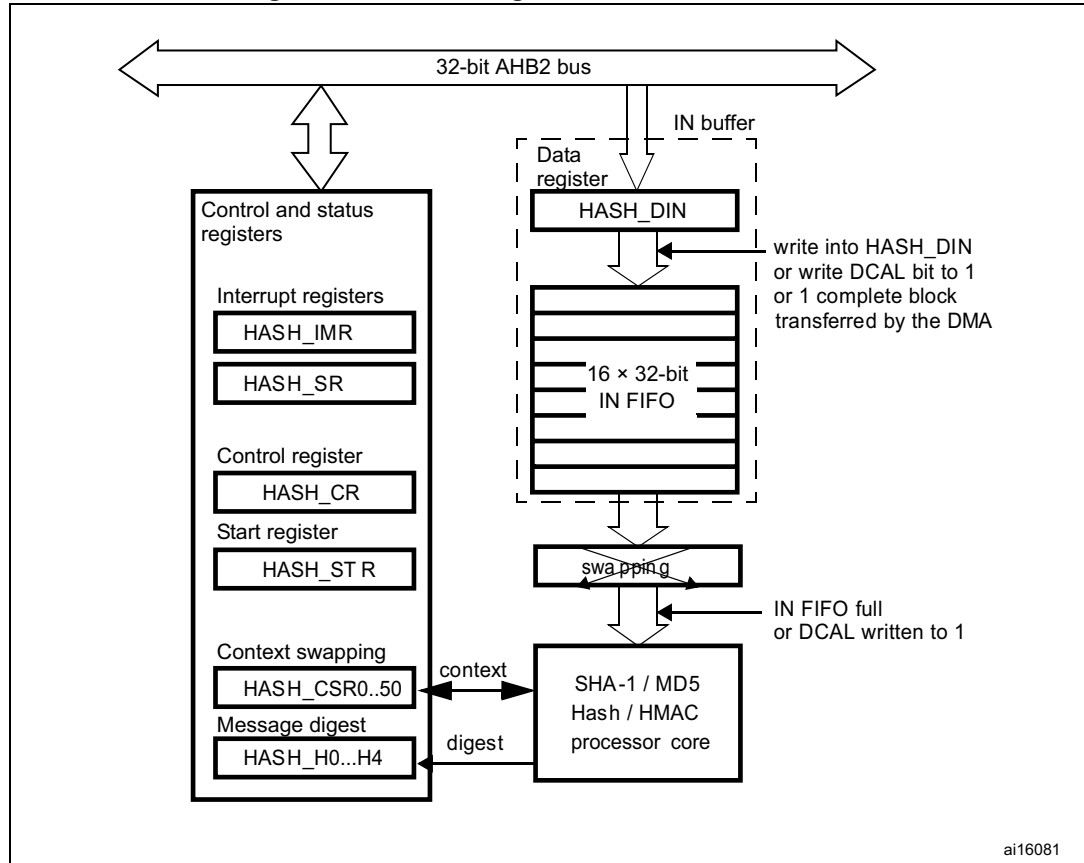 32-bit AHB2 bus
IN buffer
Data
register
HASH_DIN
write into HASH_DIN
or write DCAL bit to 1
or 1 complete block
transferred by the DMA
16 × 32-bit
IN FIFO
swapping
IN FIFO full
or DCAL written to 1
SHA-1 / MD5
Hash / HMAC
processor core
Control and status
registers
Interrupt registers
HASH_IMR
HASH_SR
Control register
HASH_CR
Start register
HASH_ST R
Context swapping
HASH_CSR0..50
context
Message digest
HASH_H0...H4
digest
ai16081